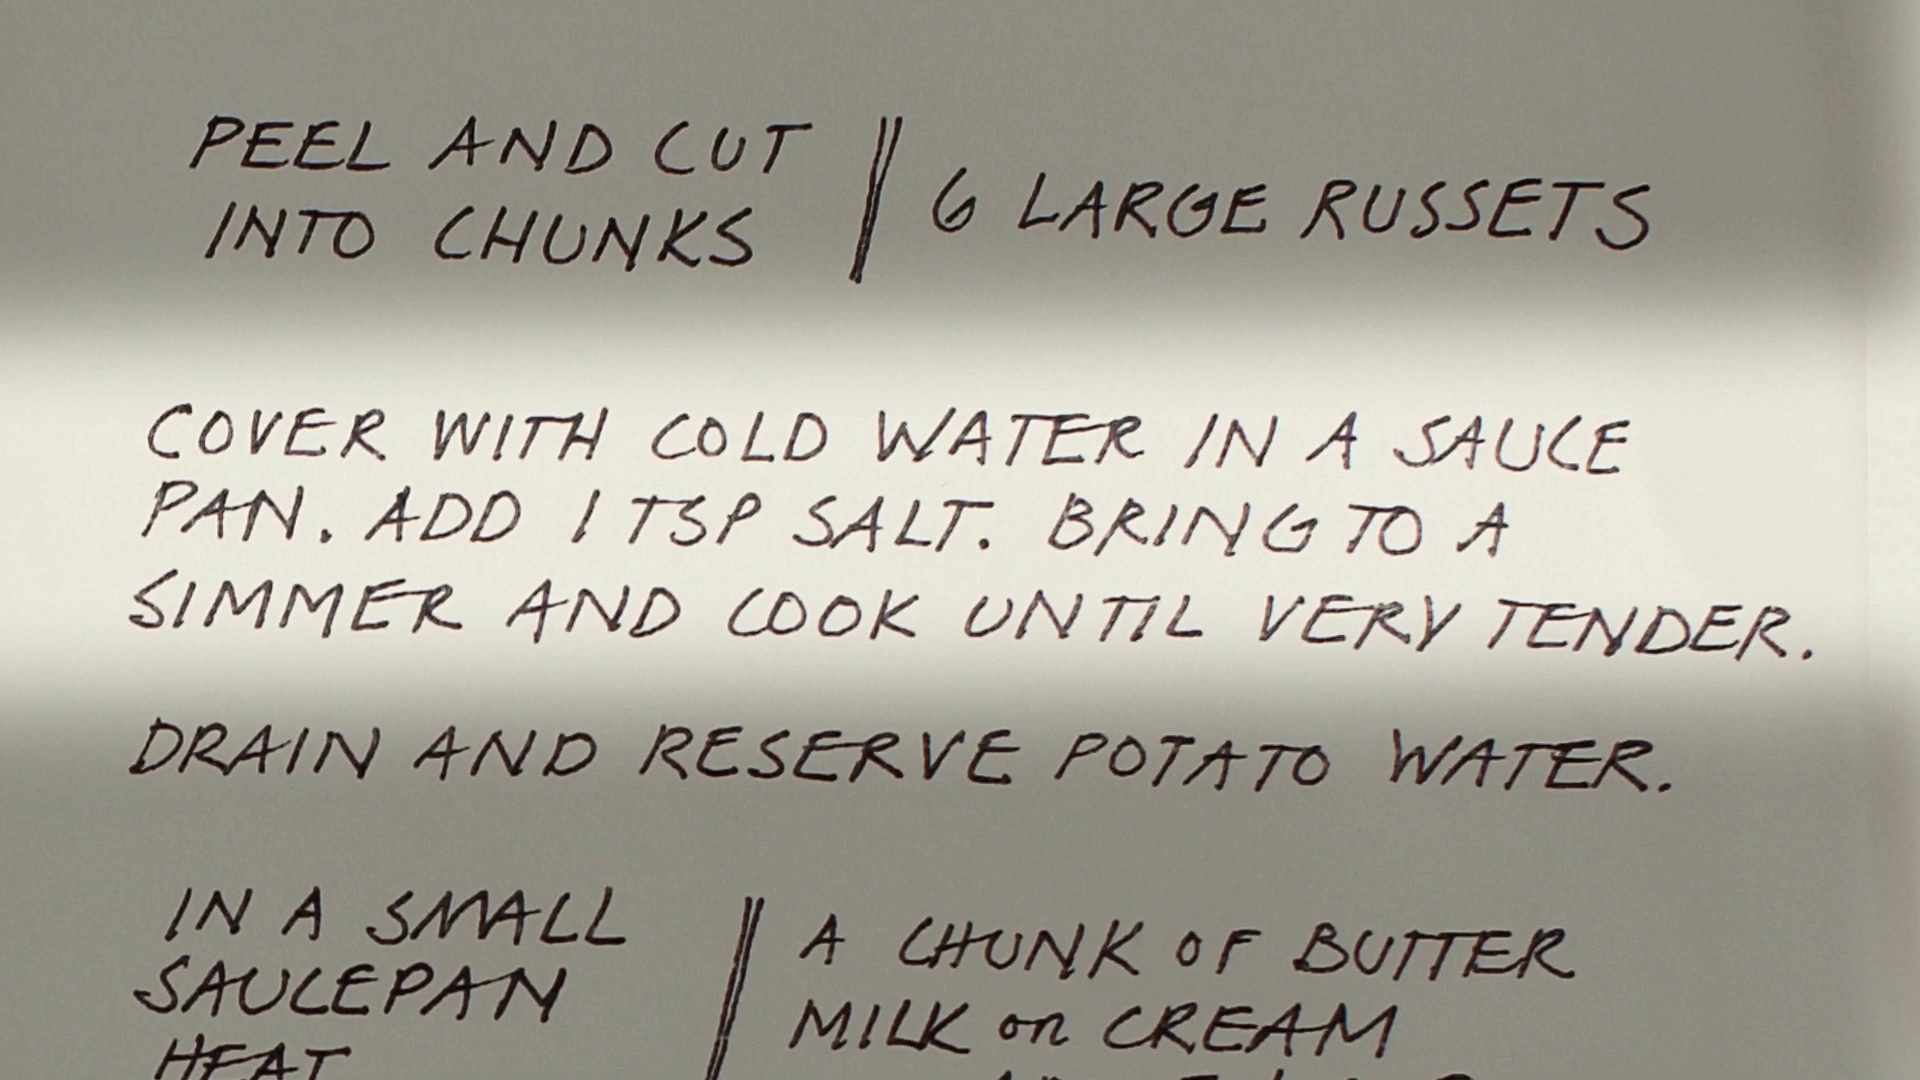 PEEL AND CUT
INTO CHUNKS
6 LARGE RUSSETS
COVER WITH COLD WATER IN A SAUCE
PAN. ADD 1 TSP SALT. BRING TO A
SIMMER AND COOK UNTIL VERY TENDER.
DRAIN AND RESERVE POTATO WATER.
IN A SMALL
SAUCEPAN
HEAT
A CHUNK OF BUTTER
MILK or CREAM